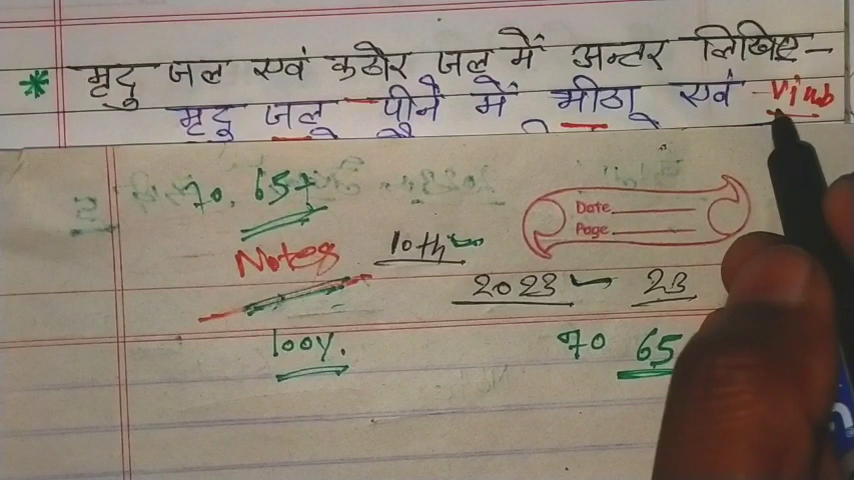 * मृदु जल एवं कठोर जल में अन्तर लिखिए -
मृदु जल - पीने में मीठा एवं -
70. 65+
Notes 10th
Date
Page
2023 23
100%.
70 65